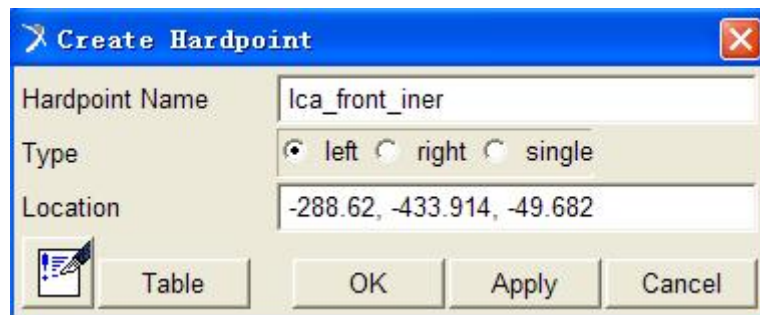 Create Hardpoint
Hardpoint Name lca_front_iner
Type left right single
Location -288.62, -433.914, -49.682
Table OK Apply Cancel